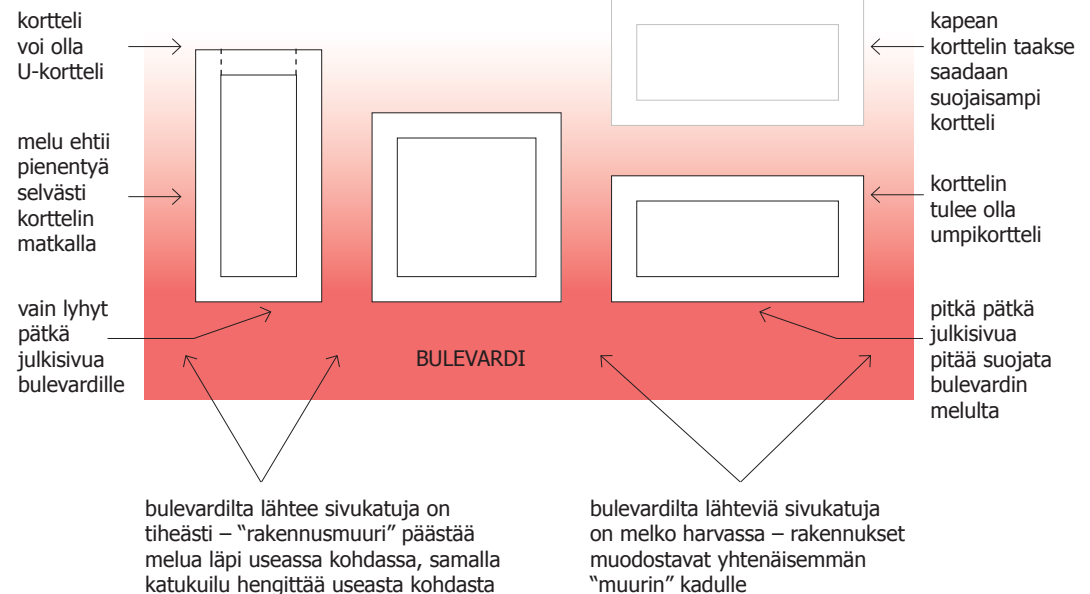 kortteli
voi olla
U-kortteli
melu ehtii
pienentyä
selvästi
korttelin
matkalla
vain lyhyt
pätkä
julkisivua
bulevardille
BULEVARDI
kapean
korttelin taakse
saadaan
suojaisampi
kortteli
korttelin
tulee olla
umpikortteli
pitkä pätkä
julkisivua
pitää suojata
bulevardin
melulta
bulevardilta lähtee sivukatuja on
tiheästi – “rakennusmuuri” päästää
melua läpi useassa kohdassa, samalla
katukuilu hengittää useasta kohdasta
bulevardilta lähteviä sivukatuja
on melko harvassa – rakennukset
muodostavat yhtenäisemmän
“muurin” kadulle